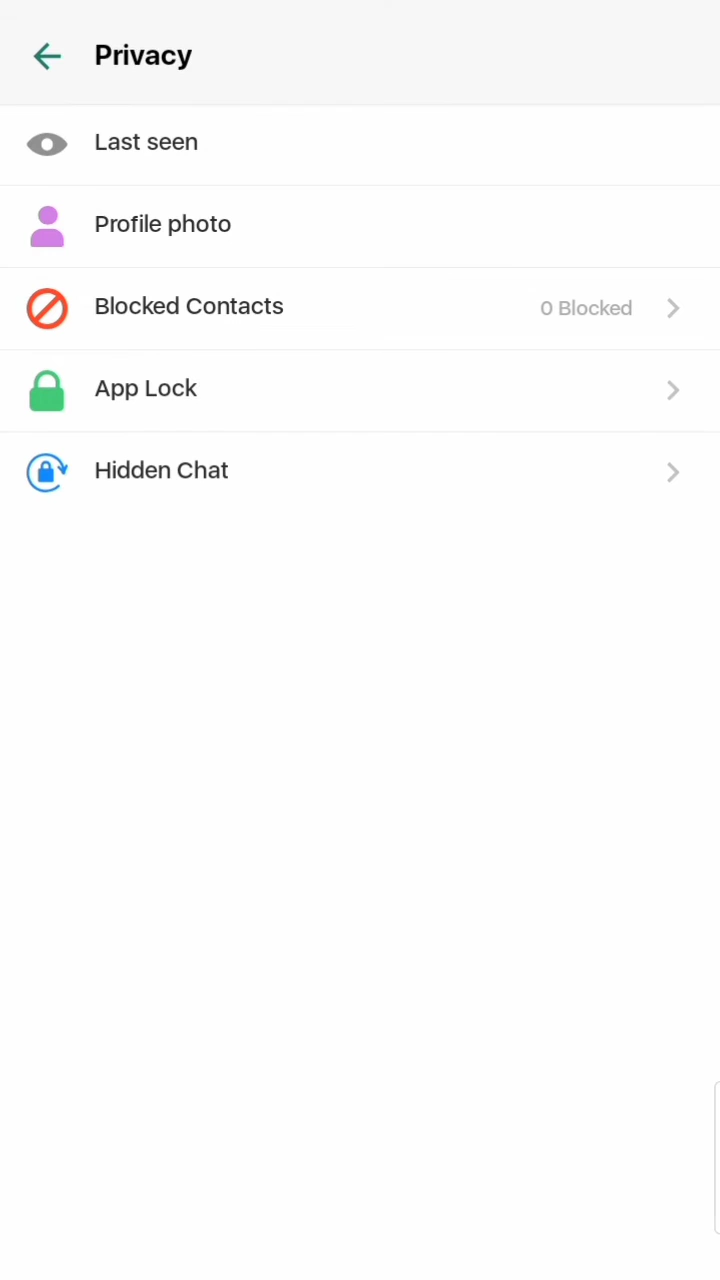 Privacy
Last seen
Profile photo
Blocked Contacts 0 Blocked
App Lock
Hidden Chat